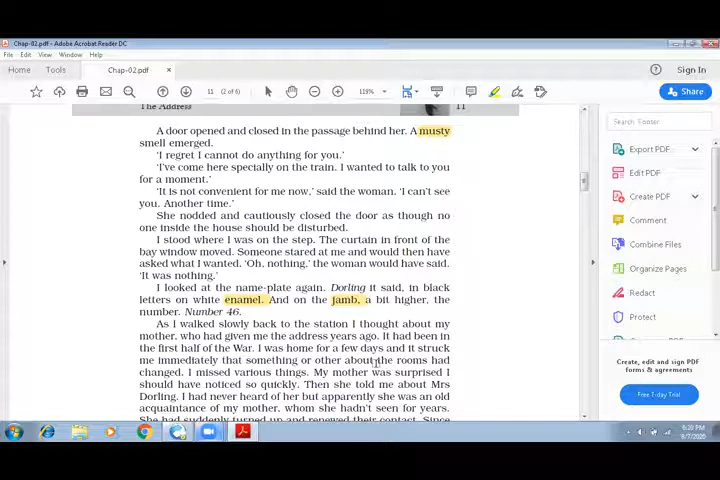 Chap-02.pdf - Adobe Acrobat Reader DC
File Edit View Window Help
Home Tools Chap-02.pdf × Sign In
11 (2 of 6) 119% Share
The Address 11
A door opened and closed in the passage behind her. A musty
smell emerged.
'I regret I cannot do anything for you.'
'I've come here specially on the train. I wanted to talk to you
for a moment.'
'It is not convenient for me now,' said the woman. 'I can't see
you. Another time.'
She nodded and cautiously closed the door as though no
one inside the house should be disturbed.
I stood where I was on the step. The curtain in front of the
bay window moved. Someone stared at me and would then have
asked what I wanted. 'Oh, nothing,' the woman would have said.
'It was nothing.'
I looked at the name-plate again. Dorling it said, in black
letters on white enamel. And on the jamb, a bit higher, the
number. Number 46.
As I walked slowly back to the station I thought about my
mother, who had given me the address years ago. It had been in
the first half of the War. I was home for a few days and it struck
me immediately that something or other about the rooms had
changed. I missed various things. My mother was surprised I
should have noticed so quickly. Then she told me about Mrs
Dorling. I had never heard of her but apparently she was an old
acquaintance of my mother, whom she hadn't seen for years.
She had suddenly turned up and renewed their contact. Since
Export PDF
Edit PDF
Create PDF
Comment
Combine Files
Organize Pages
Redact
Protect
Create, edit and sign PDF
forms & agreements
Free 7-day Trial
8/7/2020